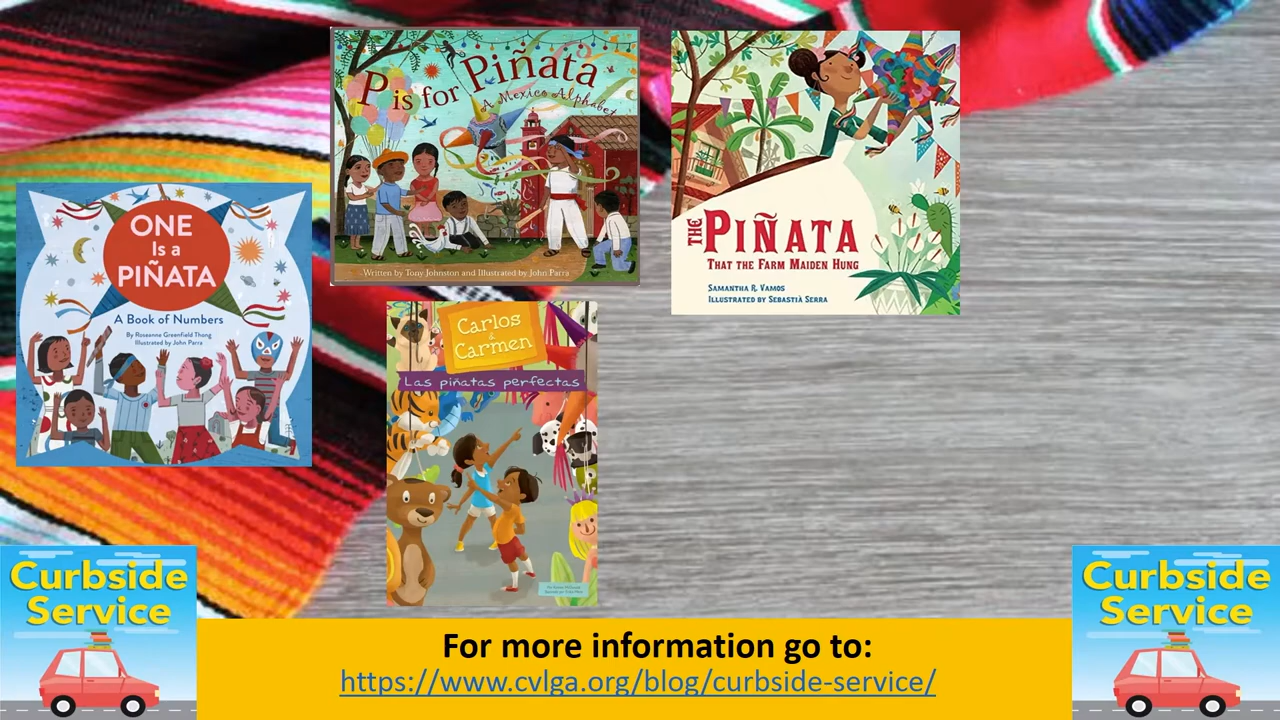 P is for Piñata
A Mexico Alphabet
Written by Tony Johnston and Illustrated by John Parra
THE PIÑATA
THAT THE FARM MAIDEN HUNG
SAMANTHA R. VAMOS
ILLUSTRATED BY SEBASTIÀ SERRA
ONE
Is a
PIÑATA
A Book of Numbers
By Roseanne Greenfield Thong
Illustrated by John Parra
Carlos
&
Carmen
Las piñatas perfectas
Curbside
Service
For more information go to:
https://www.cvlga.org/blog/curbside-service/
Curbside
Service